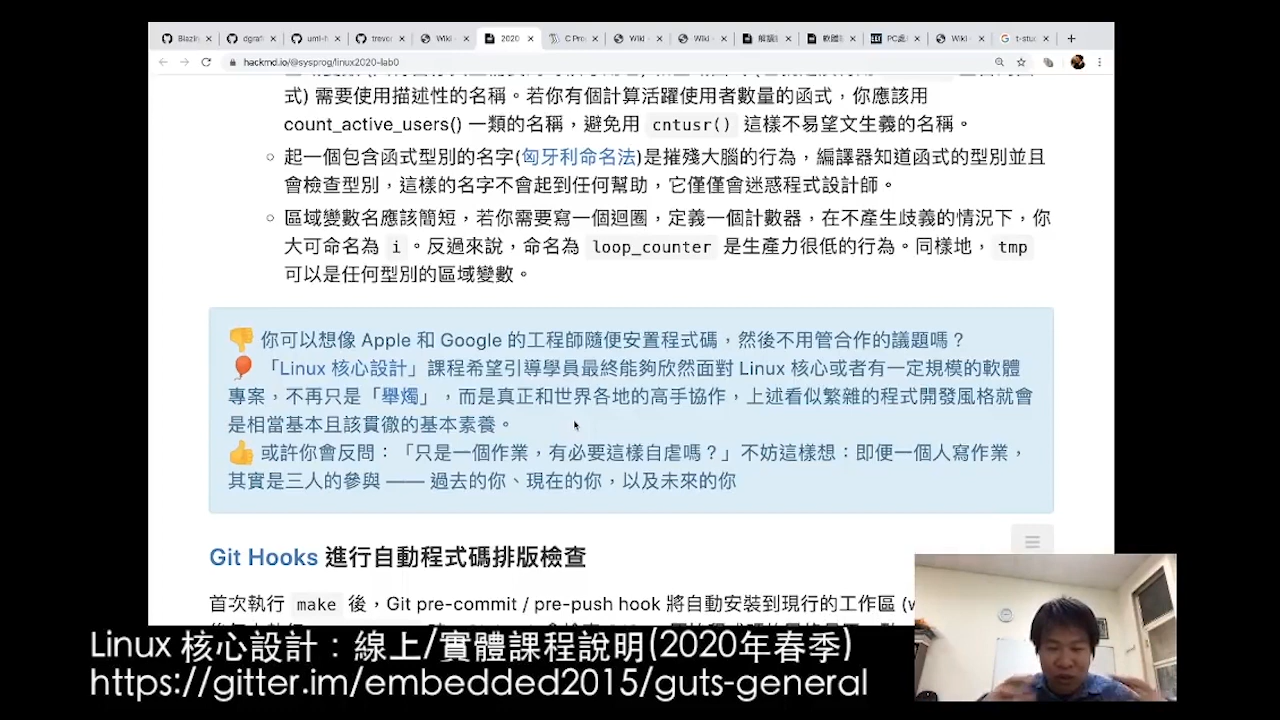 Blazin
dgraf
uml-f
trevor
Wiki -
2020
C Pro
Wiki -
Wiki -
解讀
軟體
PC處
Wiki -
t-stu
hackmd.io/@sysprog/linux2020-lab0
式) 需要使用描述性的名稱。若你有個計算活躍使用者數量的函式，你應該用
count_active_users() 一類的名稱，避免用 cntusr() 這樣不易望文生義的名稱。
起一個包含函式型別的名字(匈牙利命名法)是摧殘大腦的行為，編譯器知道函式的型別並且
會檢查型別，這樣的名字不會起到任何幫助，它僅僅會迷惑程式設計師。
區域變數名應該簡短，若你需要寫一個迴圈，定義一個計數器，在不產生歧義的情況下，你
大可命名為 i 。反過來說，命名為 loop_counter 是生產力很低的行為。同樣地， tmp
可以是任何型別的區域變數。
👎 你可以想像 Apple 和 Google 的工程師隨便安置程式碼，然後不用管合作的議題嗎？
🎈 「Linux 核心設計」課程希望引導學員最終能夠欣然面對 Linux 核心或者有一定規模的軟體
專案，不再只是「舉燭」，而是真正和世界各地的高手協作，上述看似繁雜的程式開發風格就會
是相當基本且該貫徹的基本素養。
👍 或許你會反問：「只是一個作業，有必要這樣自虐嗎？」不妨這樣想：即便一個人寫作業，
其實是三人的參與 —— 過去的你、現在的你，以及未來的你
Git Hooks 進行自動程式碼排版檢查
首次執行 make 後，Git pre-commit / pre-push hook 將自動安裝到現行的工作區 (w
Linux 核心設計：線上/實體課程說明(2020年春季)
https://gitter.im/embedded2015/guts-general